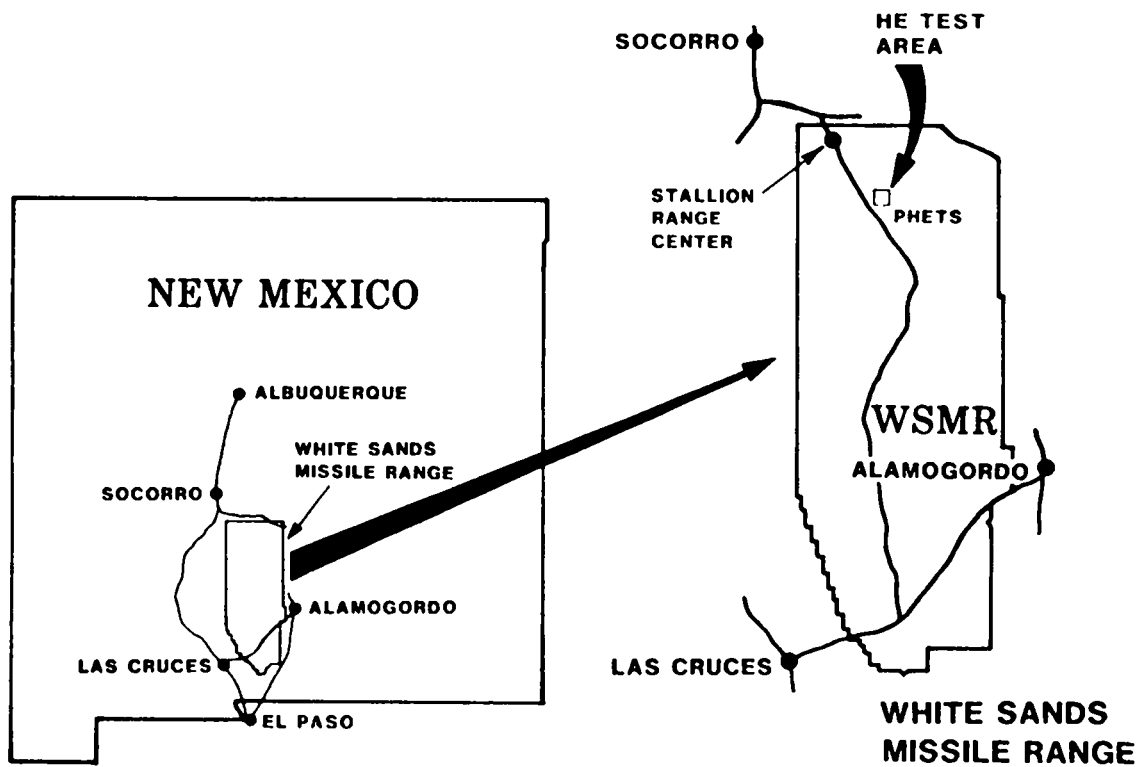 NEW MEXICO
ALBUQUERQUE
WHITE SANDS
MISSILE RANGE
SOCORRO
ALAMOGORDO
LAS CRUCES
EL PASO
SOCORRO
HE TEST
AREA
STALLION
RANGE
CENTER
PHETS
WSMR
ALAMOGORDO
LAS CRUCES
WHITE SANDS
MISSILE RANGE